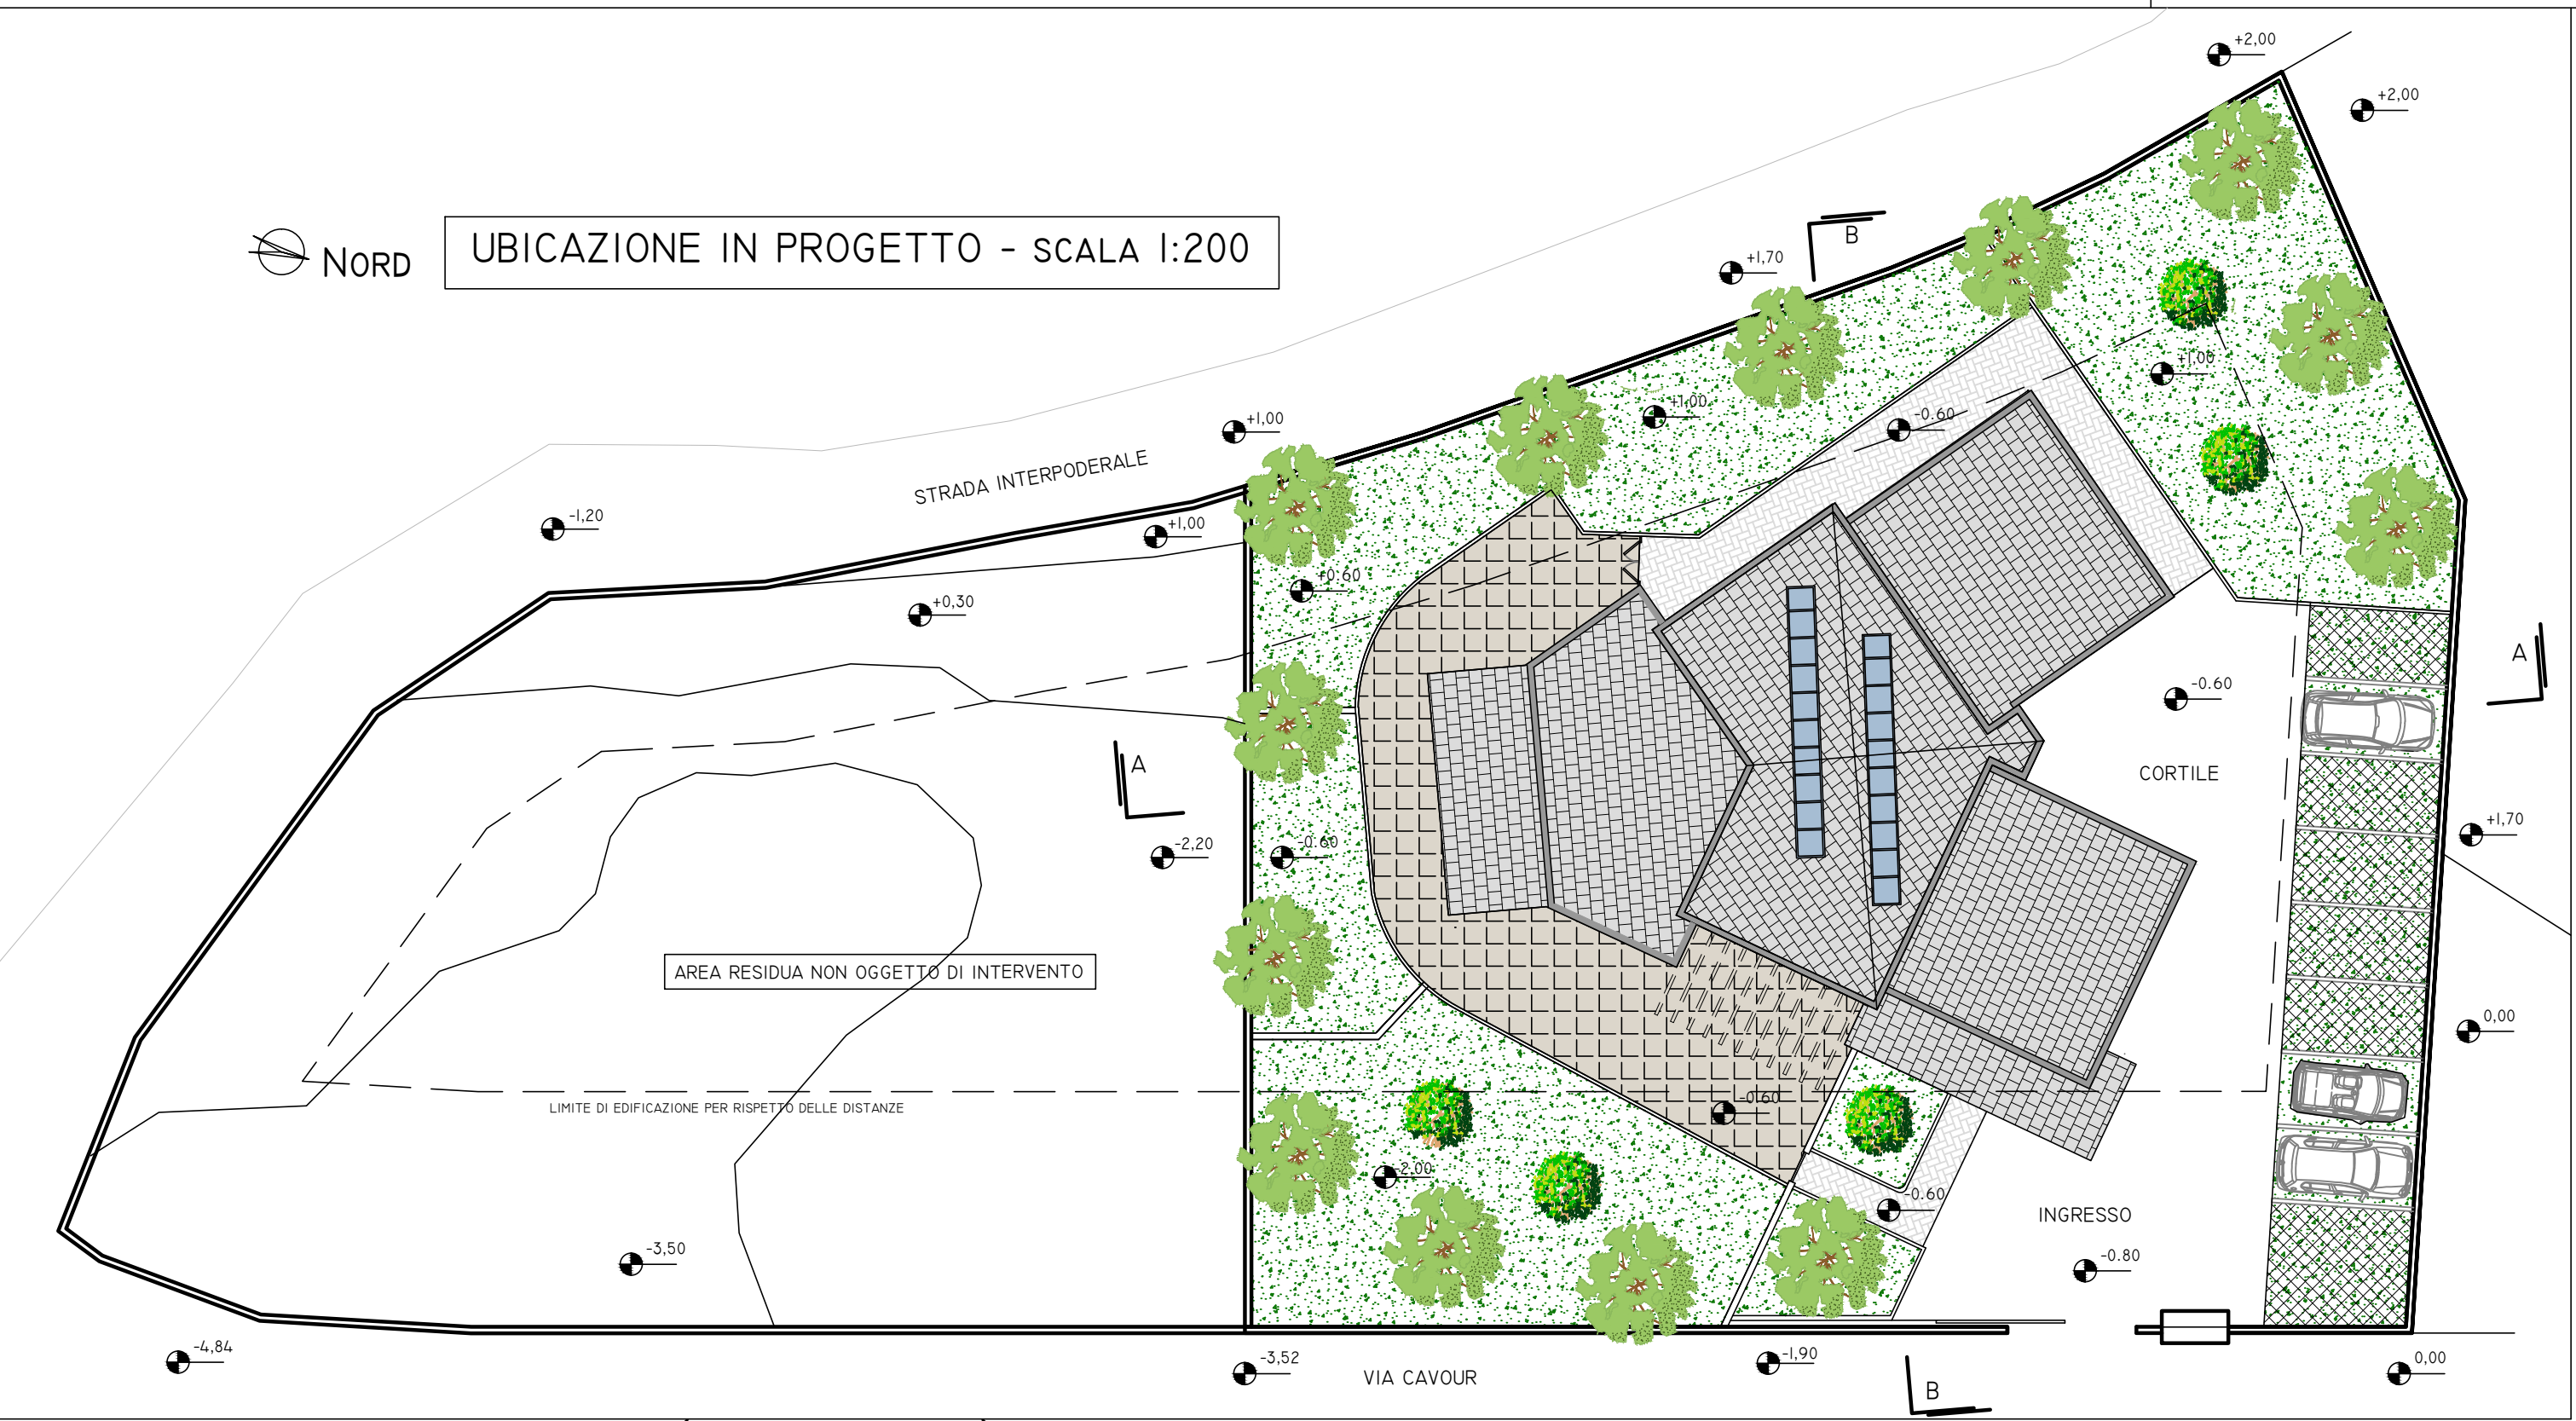 +2,00
+2,00
B
NORD
UBICAZIONE IN PROGETTO - SCALA 1:200
+1,70
+1,00
+1,00
-0.60
+1,00
STRADA INTERPODERALE
-1,20
+1,00
+0.60
+0,30
A
-0.60
A
CORTILE
+1,70
-2,20
-0.60
AREA RESIDUA NON OGGETTO DI INTERVENTO
0,00
LIMITE DI EDIFICAZIONE PER RISPETTO DELLE DISTANZE
-0.60
-2.00
-0.60
INGRESSO
-3,50
-0.80
-4,84
-3,52
VIA CAVOUR
-1,90
0,00
B